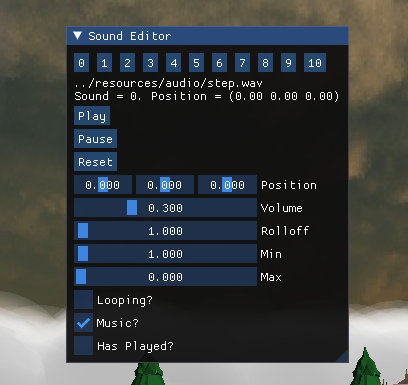 Sound Editor
0 1 2 3 4 5 6 7 8 9 10
../resources/audio/step.wav
Sound = 0. Position = (0.00 0.00 0.00)
Play
Pause
Reset
0.000 0.000 0.000 Position
0.300 Volume
1.000 Rolloff
1.000 Min
0.000 Max
Looping?
Music?
Has Played?